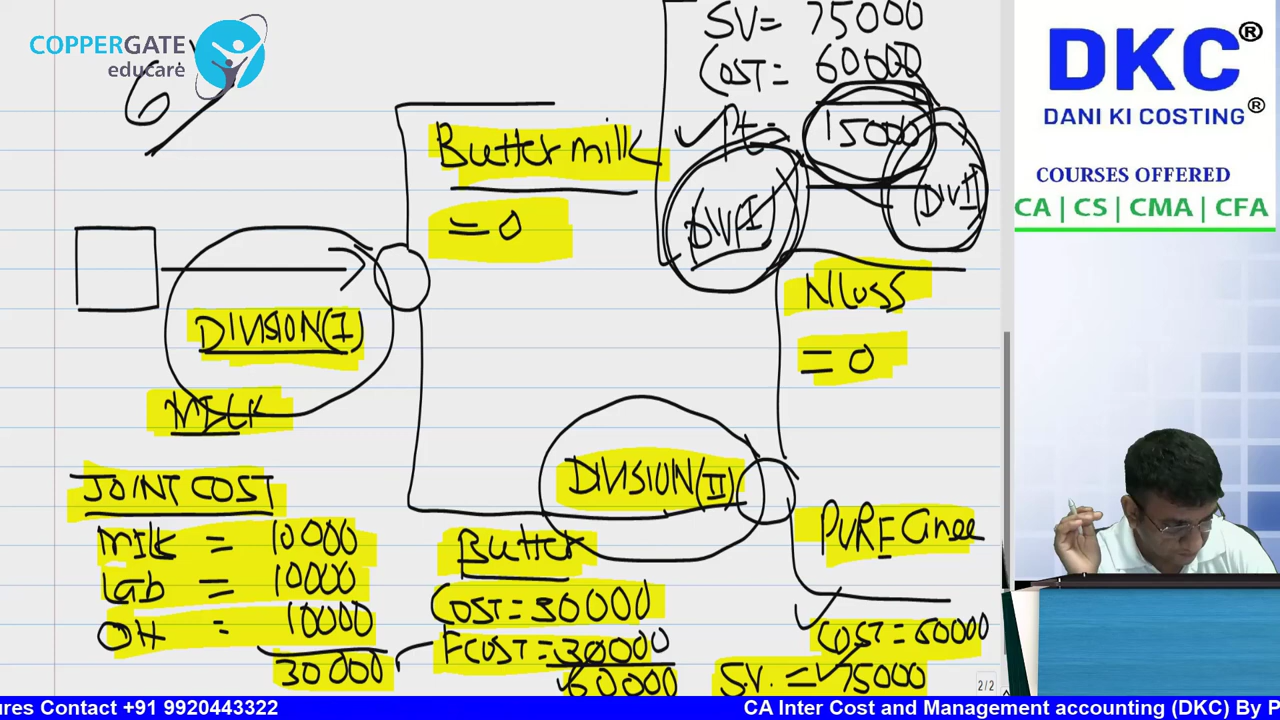 COPPERGATE
educare
6
SV= 75000
COST= 60000
Pt= 15000
DIV I
DIV II
Butter milk
= 0
DIVISION (I)
MILK
N Loss
= 0
DIVISION (II)
JOINT COST
Milk = 10000
Lab = 10000
OH = 10000
30000
Butter
COST = 30000
F COST = 30000
60000
PURE Ghee
COST = 60000
S.V. = 75000
2/2
DKC®
DANI KI COSTING®
COURSES OFFERED
CA | CS | CMA | CFA
ures Contact +91 9920443322
CA Inter Cost and Management accounting (DKC) By P